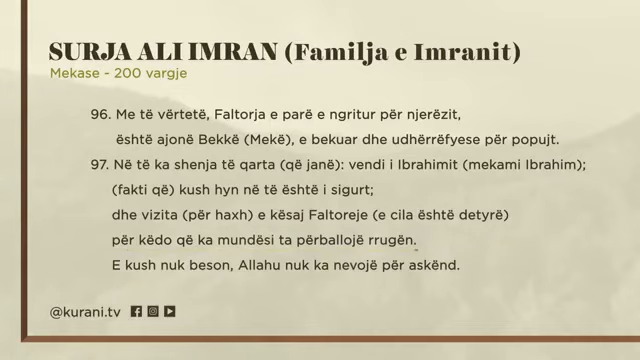 SURJA ALI IMRAN (Familja e Imranit)
Mekase - 200 vargje
96. Me të vërtetë, Faltorja e parë e ngritur për njerëzit,
është ajonë Bekkë (Mekë), e bekuar dhe udhërrëfyese për popujt.
97. Në të ka shenja të qarta (që janë): vendi i Ibrahimit (mekami Ibrahim);
(fakti që) kush hyn në të është i sigurt;
dhe vizita (për haxh) e kësaj Faltoreje (e cila është detyrë)
për këdo që ka mundësi ta përballojë rrugën.
E kush nuk beson, Allahu nuk ka nevojë për askënd.
@kurani.tv